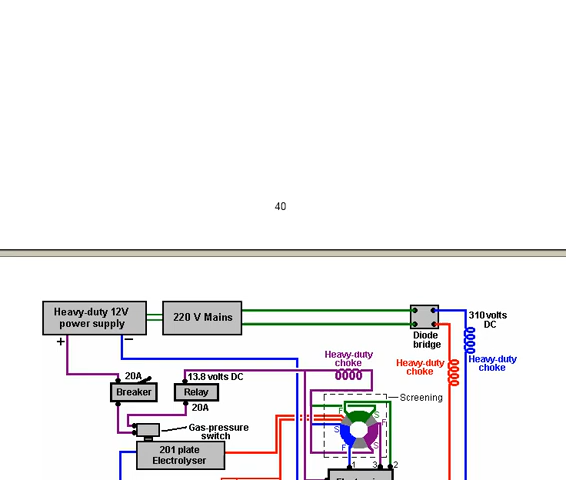 40
Heavy-duty 12V
power supply
220 V Mains
310 volts
DC
Diode
bridge
+
−
Heavy-duty
choke
Heavy-duty
choke
Heavy-duty
choke
20A
13.8 volts DC
Breaker
Relay
20A
Screening
Gas-pressure
switch
F
S
S
F
F
S
201 plate
Electrolyser
1
3
2